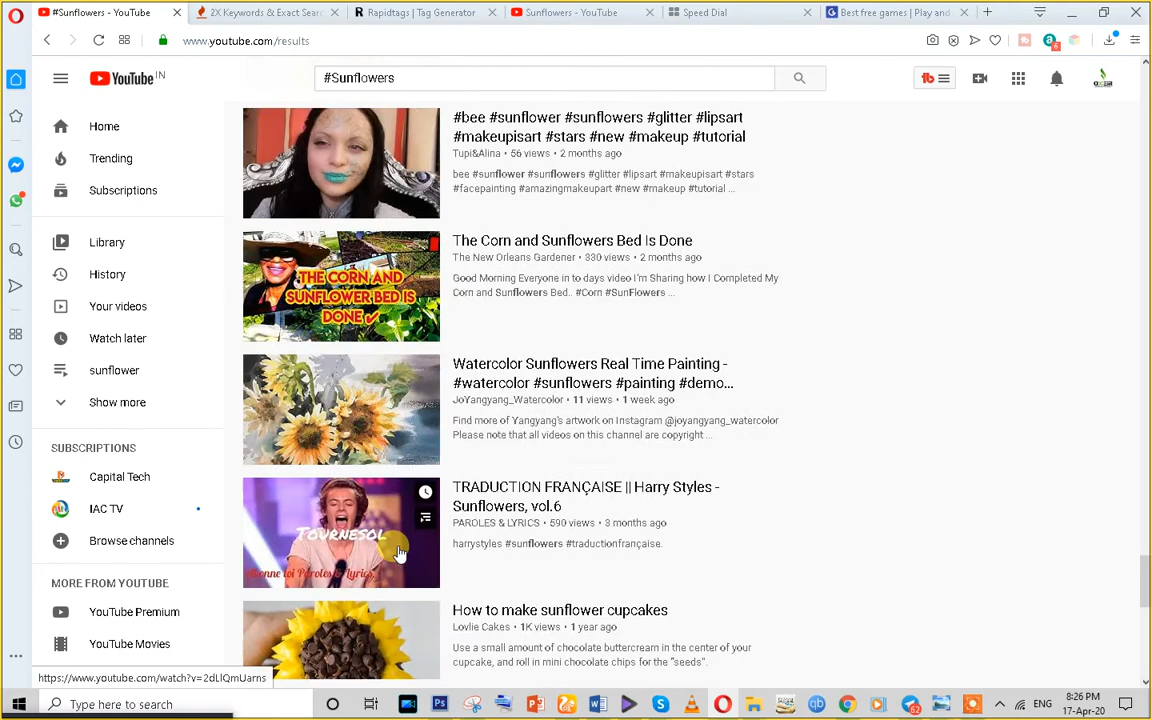 #Sunflowers - YouTube
2X Keywords & Exact Searc
Rapidtags | Tag Generator
Sunflowers - YouTube
Speed Dial
Best free games | Play and
www.youtube.com/results
6
YouTube IN
#Sunflowers
tb
Home
Trending
Subscriptions
Library
History
Your videos
Watch later
sunflower
Show more
SUBSCRIPTIONS
Capital Tech
IAC TV
Browse channels
MORE FROM YOUTUBE
YouTube Premium
YouTube Movies
#bee #sunflower #sunflowers #glitter #lipsart
#makeupisart #stars #new #makeup #tutorial
Tupi&Alina • 56 views • 2 months ago
bee #sunflower #sunflowers #glitter #lipsart #makeupisart #stars
#facepainting #amazingmakeupart #new #makeup #tutorial ...
THE CORN AND
SUNFLOWER BED IS
DONE ✓
The Corn and Sunflowers Bed Is Done
The New Orleans Gardener • 330 views • 2 months ago
Good Morning Everyone in to days video I'm Sharing how I Completed My
Corn and Sunflowers Bed.. #Corn #SunFlowers ...
Watercolor Sunflowers Real Time Painting -
#watercolor #sunflowers #painting #demo...
JoYangyang_Watercolor • 11 views • 1 week ago
Find more of Yangyang's artwork on Instagram @joyangyang_watercolor
Please note that all videos on this channel are copyright ...
TOURNESOL
Abonne toi Paroles & Lyrics
TRADUCTION FRANÇAISE || Harry Styles -
Sunflowers, vol.6
PAROLES & LYRICS • 590 views • 3 months ago
harrystyles #sunflowers #traductionfrançaise.
How to make sunflower cupcakes
Lovlie Cakes • 1K views • 1 year ago
Use a small amount of chocolate buttercream in the center of your
cupcake, and roll in mini chocolate chips for the "seeds".
https://www.youtube.com/watch?v=2dLlQmUarns
Type here to search
Ps
62
ENG
8:26 PM
17-Apr-20